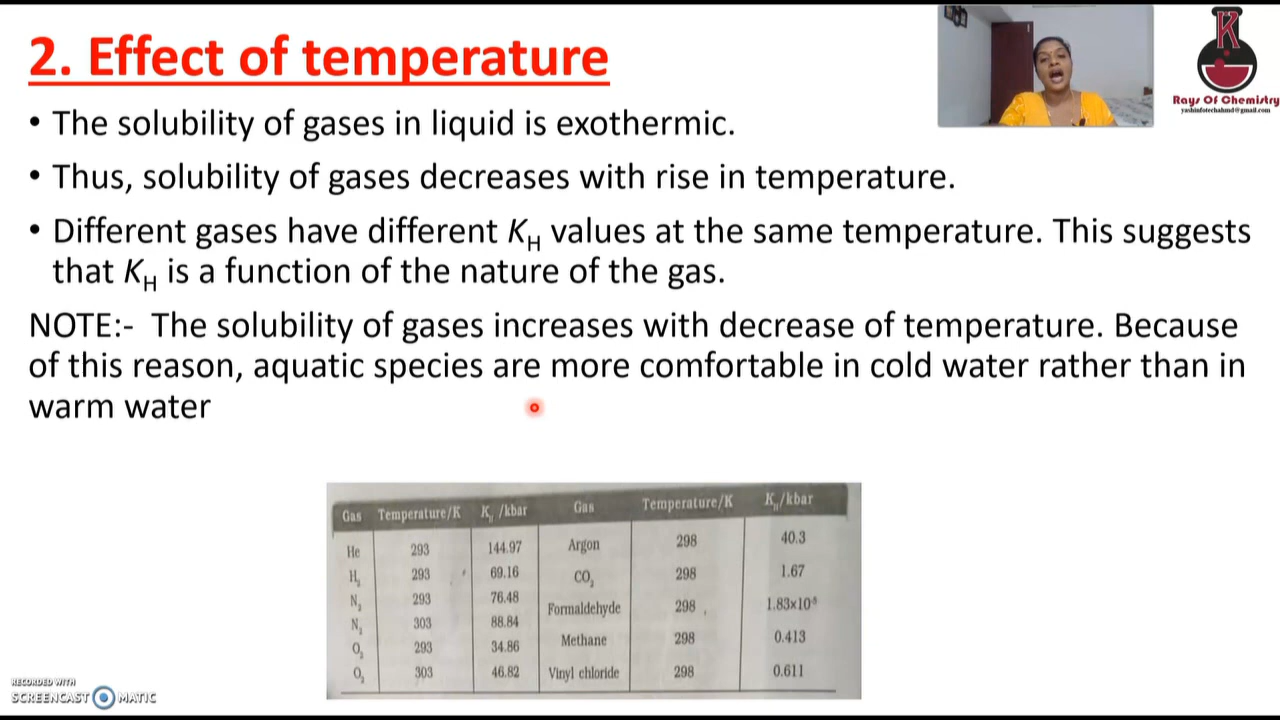 2. Effect of temperature
• The solubility of gases in liquid is exothermic.
• Thus, solubility of gases decreases with rise in temperature.
• Different gases have different K_H values at the same temperature. This suggests
that K_H is a function of the nature of the gas.
NOTE:- The solubility of gases increases with decrease of temperature. Because
of this reason, aquatic species are more comfortable in cold water rather than in
warm water
K
Rays Of Chemistry
yashinfotechahmd@gmail.com
Gas Temperature/K K_H /kbar Gas Temperature/K K_H/kbar
He 293 144.97 Argon 298 40.3
H₂ 293 69.16 CO₂ 298 1.67
N₂ 293 76.48 Formaldehyde 298 1.83×10⁻⁵
N₂ 303 88.84 Methane 298 0.413
O₂ 293 34.86 Vinyl chloride 298 0.611
O₂ 303 46.82
RECORDED WITH
SCREENCAST MATIC